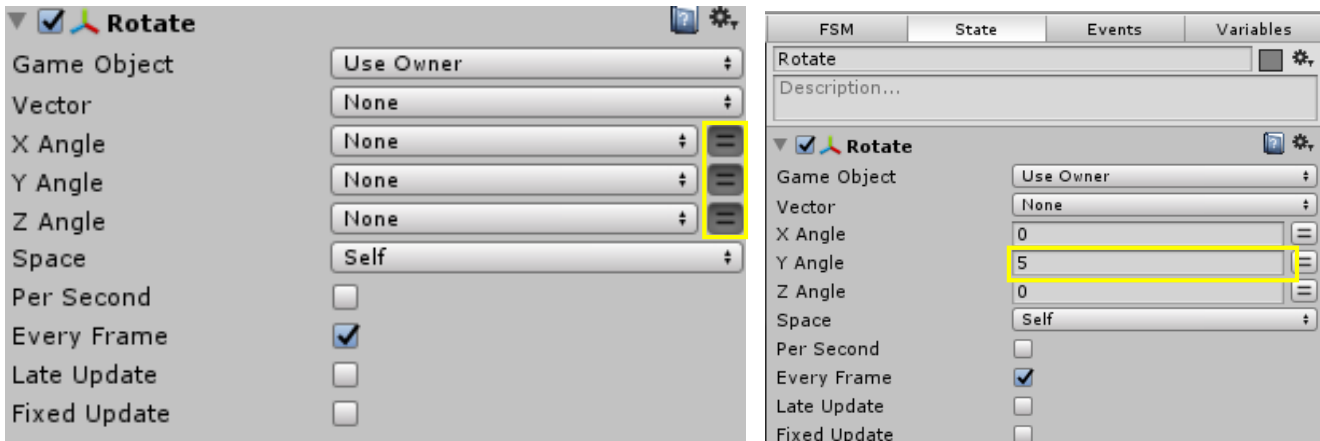 Rotate
Game Object Use Owner
Vector None
X Angle None =
Y Angle None =
Z Angle None =
Space Self
Per Second
Every Frame
Late Update
Fixed Update
FSM State Events Variables
Rotate
Description...
Rotate
Game Object Use Owner
Vector None
X Angle 0 =
Y Angle 5 =
Z Angle 0 =
Space Self
Per Second
Every Frame
Late Update
Fixed Update